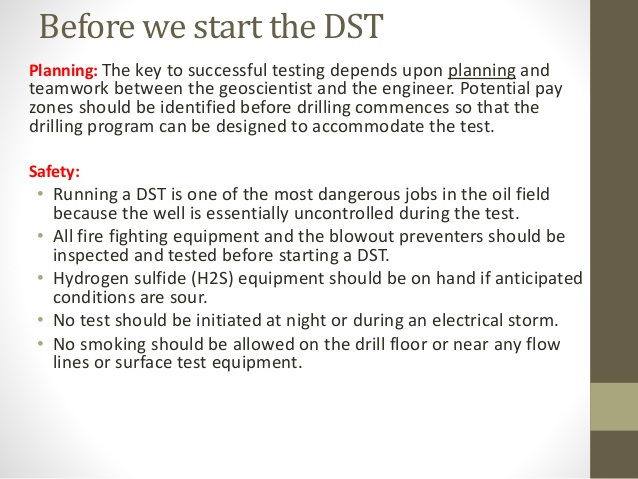 Before we start the DST
Planning: The key to successful testing depends upon planning and
teamwork between the geoscientist and the engineer. Potential pay
zones should be identified before drilling commences so that the
drilling program can be designed to accommodate the test.
Safety:
• Running a DST is one of the most dangerous jobs in the oil field
because the well is essentially uncontrolled during the test.
• All fire fighting equipment and the blowout preventers should be
inspected and tested before starting a DST.
• Hydrogen sulfide (H2S) equipment should be on hand if anticipated
conditions are sour.
• No test should be initiated at night or during an electrical storm.
• No smoking should be allowed on the drill floor or near any flow
lines or surface test equipment.